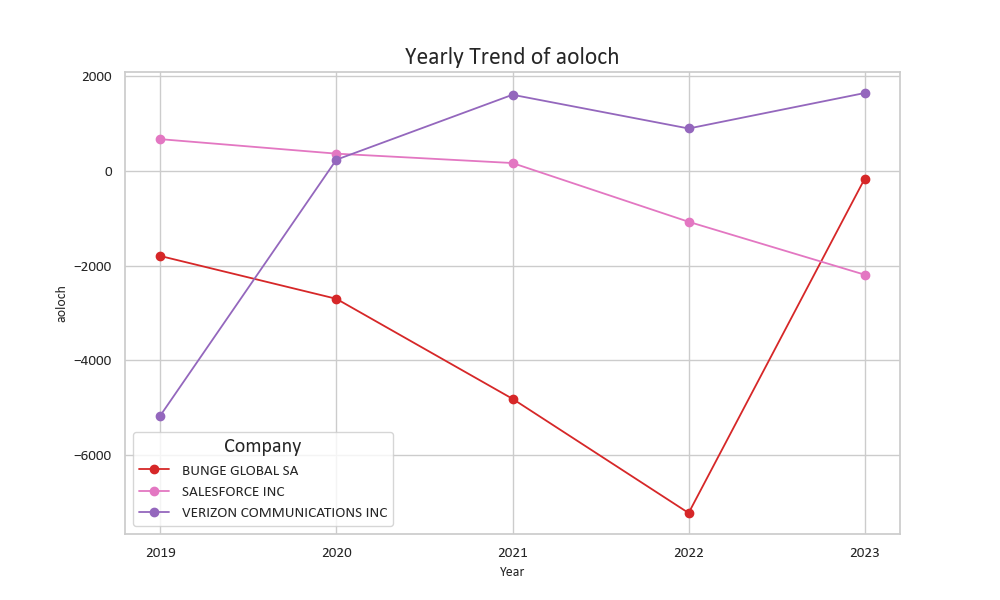 Yearly Trend of aoloch
2000
0
−2000
−4000
−6000
aoloch
Company
BUNGE GLOBAL SA
SALESFORCE INC
VERIZON COMMUNICATIONS INC
2019 2020 2021 2022 2023
Year